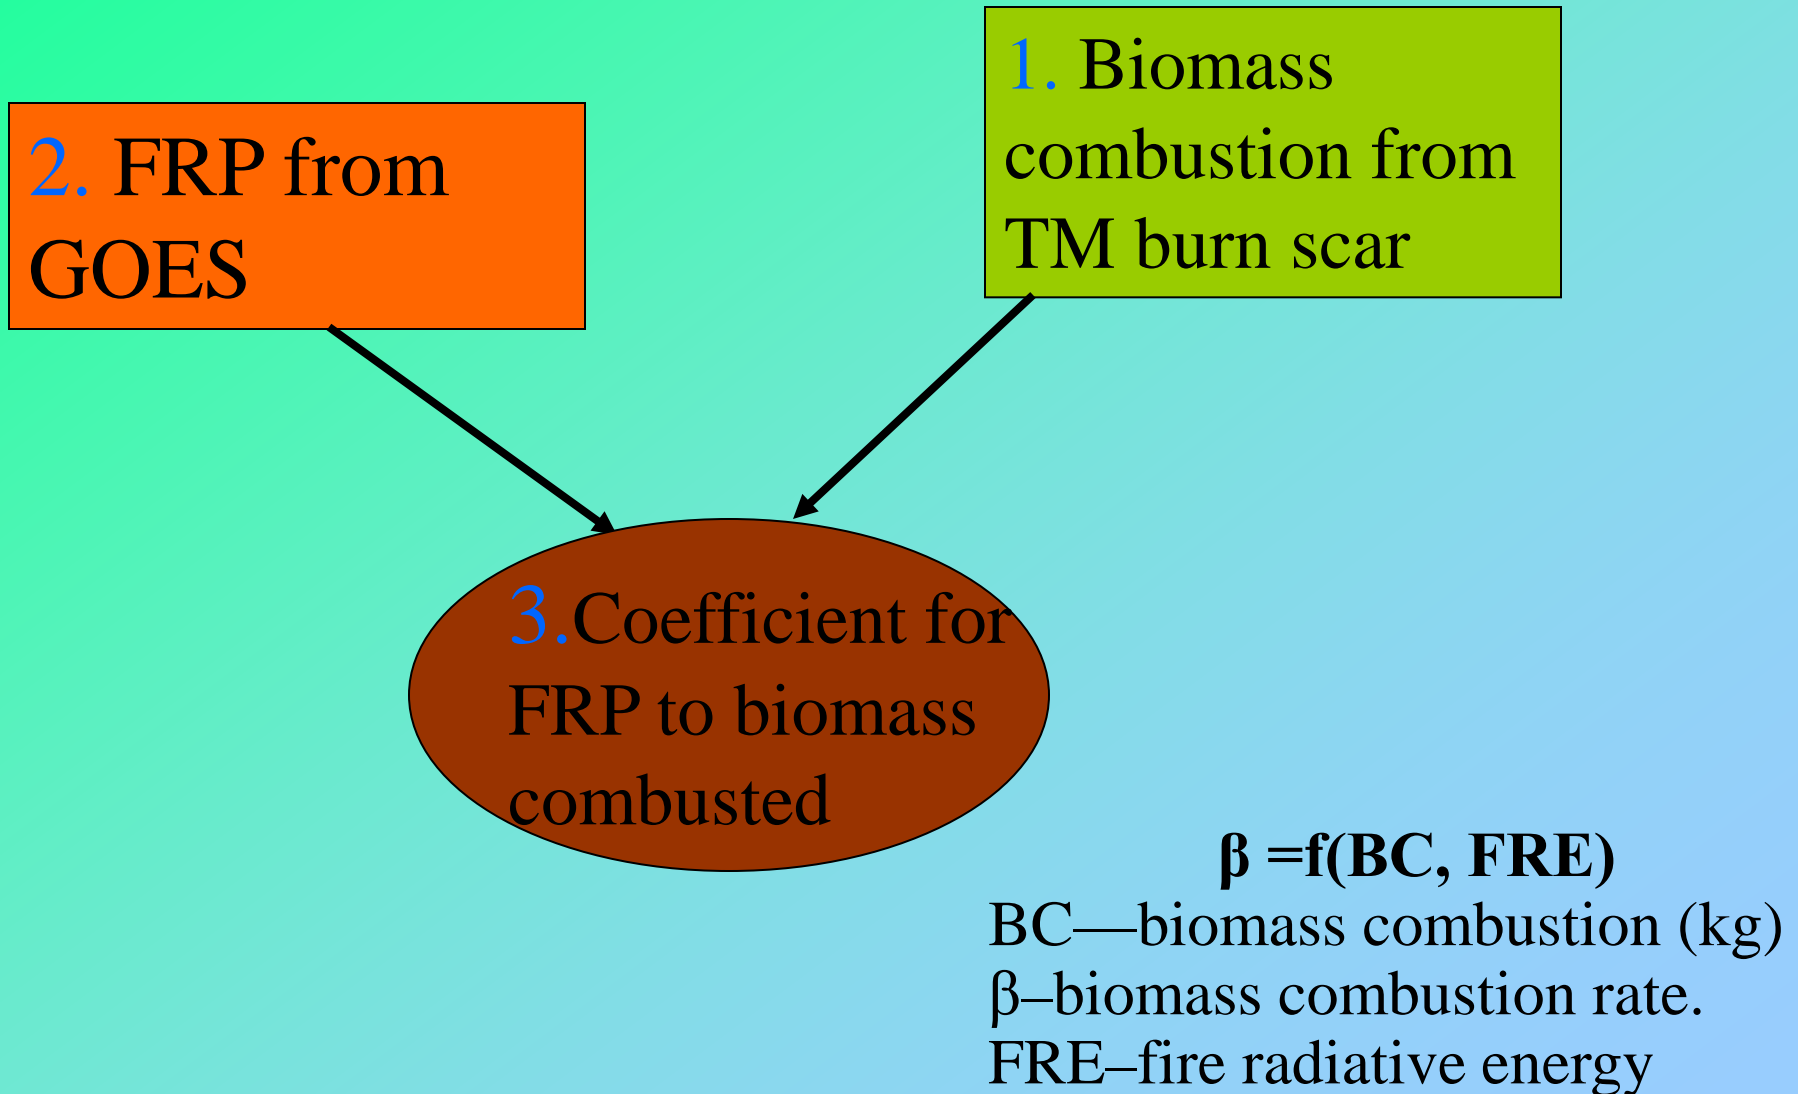 1. Biomass
combustion from
TM burn scar
2. FRP from
GOES
3.Coefficient for
FRP to biomass
combusted
β =f(BC, FRE)
BC—biomass combustion (kg)
β–biomass combustion rate.
FRE–fire radiative energy